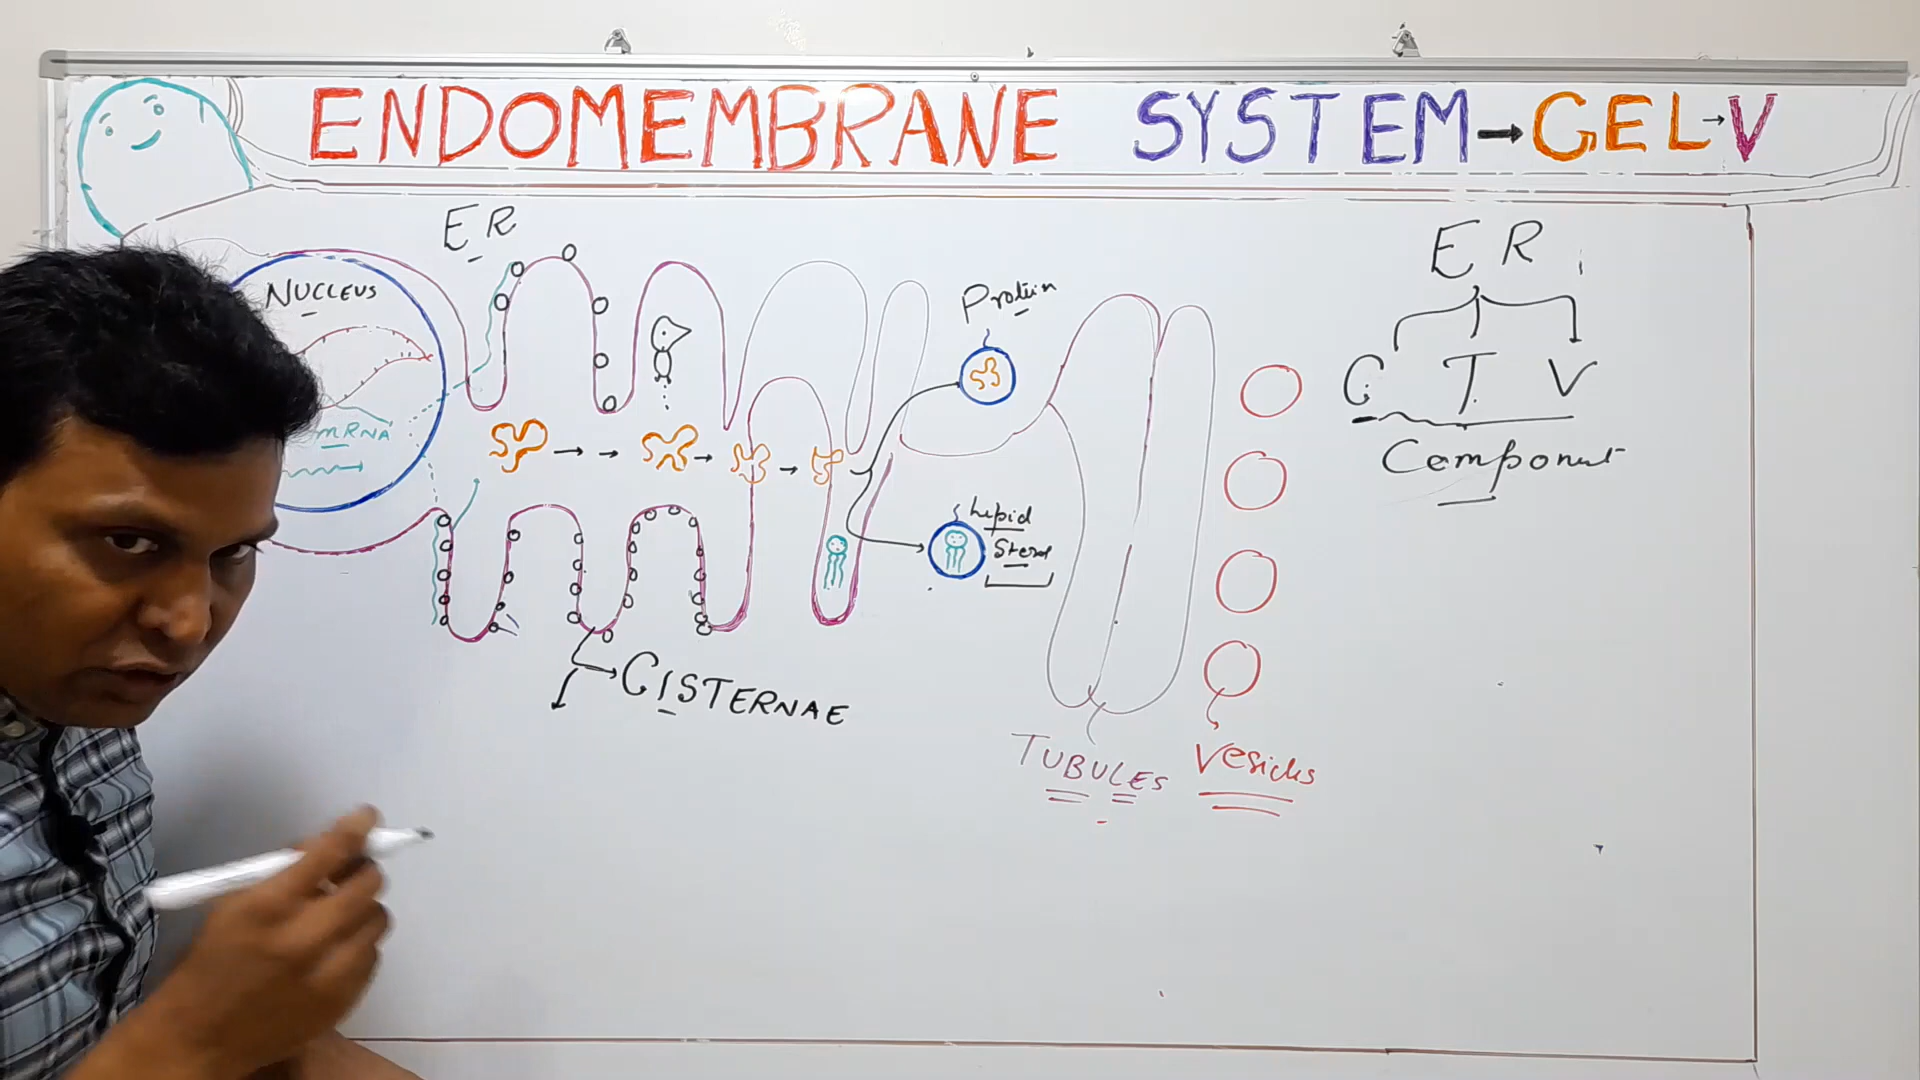 ENDOMEMBRANE SYSTEM → GEL → V
ER
NUCLEUS
mRNA
Protein
Lipid
Sterol
CISTERNAE
TUBULES
Vesicles
ER
C T V
Component